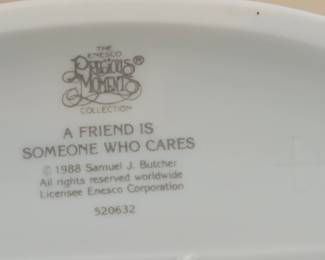 THE
ENESCO
PRECIOUS
MOMENTS®
COLLECTION
A FRIEND IS
SOMEONE WHO CARES
© 1988 Samuel J. Butcher
All rights reserved worldwide
Licensee Enesco Corporation
520632